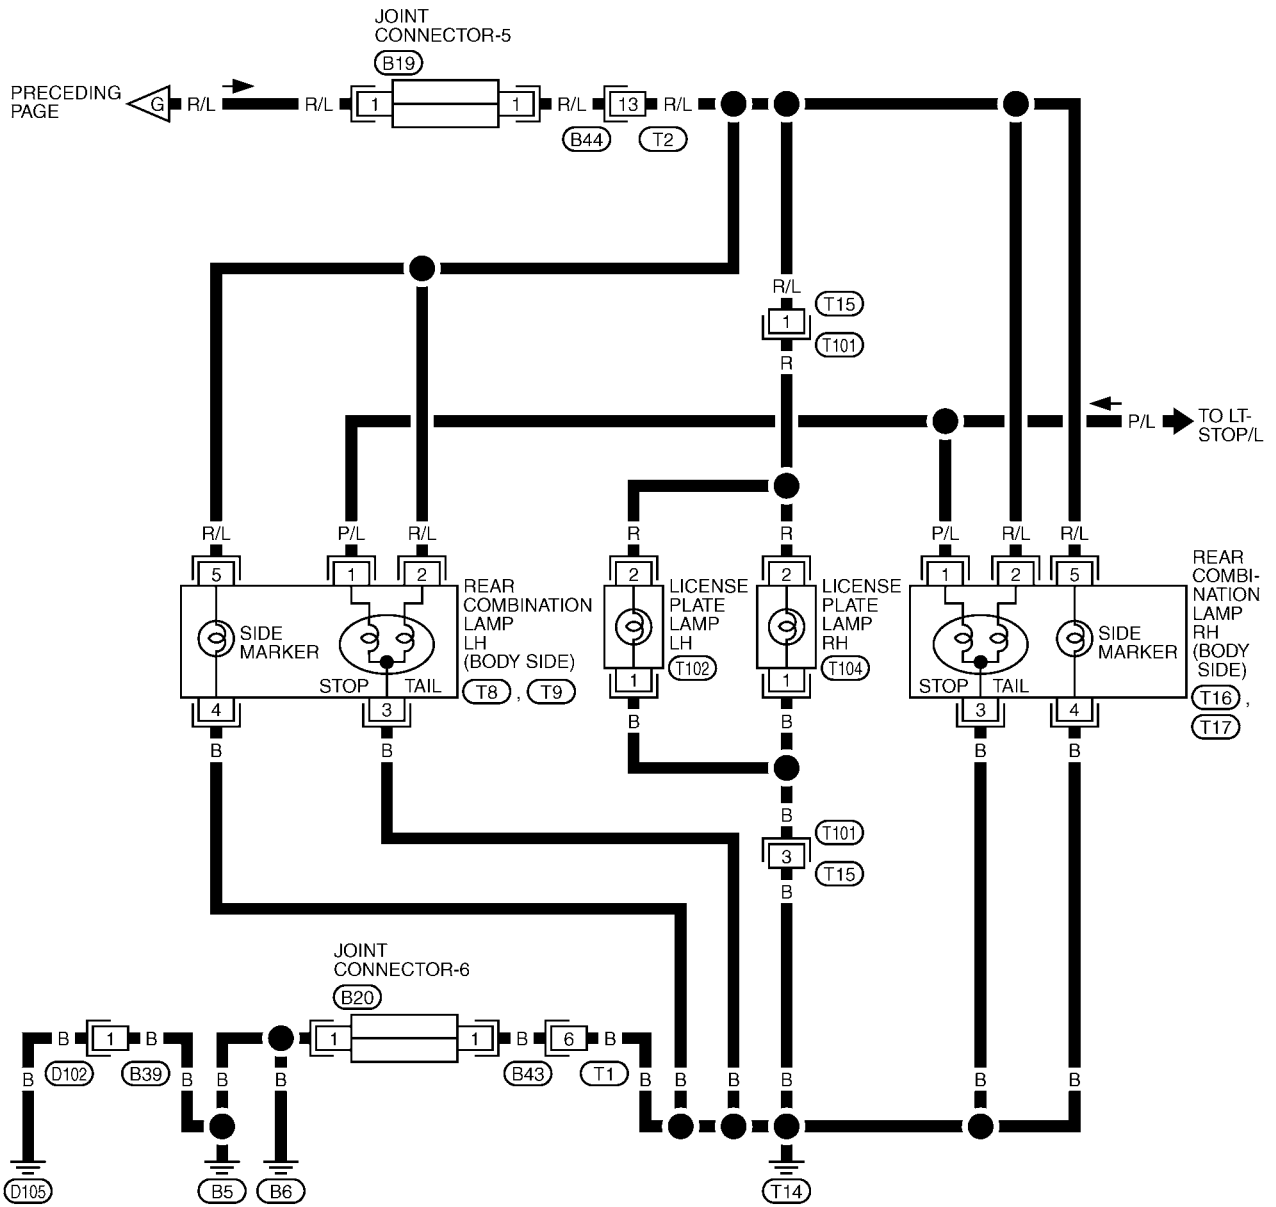 JOINT
CONNECTOR-5
B19
PRECEDING
PAGE
G R/L R/L 1 1 R/L 13 R/L
B44 T2
R/L
T15
1
T101
R
P/L
TO LT-
STOP/L
R/L P/L R/L R R P/L R/L R/L
5 1 2 2 2 1 2 5
SIDE
MARKER
STOP TAIL
REAR
COMBINATION
LAMP
LH
(BODY SIDE)
T8 , T9
LICENSE
PLATE
LAMP
LH
T102
LICENSE
PLATE
LAMP
RH
T104
SIDE
MARKER
STOP TAIL
REAR
COMBI-
NATION
LAMP
RH
(BODY
SIDE)
T16 ,
T17
4 3 1 1 3 4
B B B B B B
B
T101
3
T15
B
JOINT
CONNECTOR-6
B20
B 1 B 1 1 B 6 B
D102 B39 B43 T1
B B B B B B B B B B
D105 B5 B6 T14